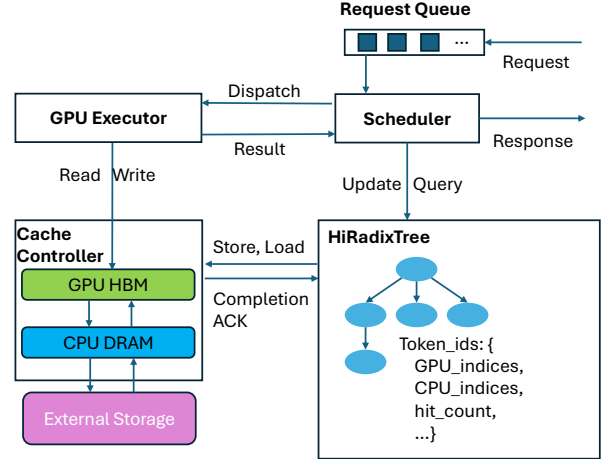 Request Queue
...
Request
Dispatch
GPU Executor
Scheduler
Result
Response
Read Write
Update Query
Cache
Controller
HiRadixTree
Store, Load
GPU HBM
Completion
ACK
CPU DRAM
Token_ids: {
GPU_indices,
CPU_indices,
hit_count,
...}
External Storage